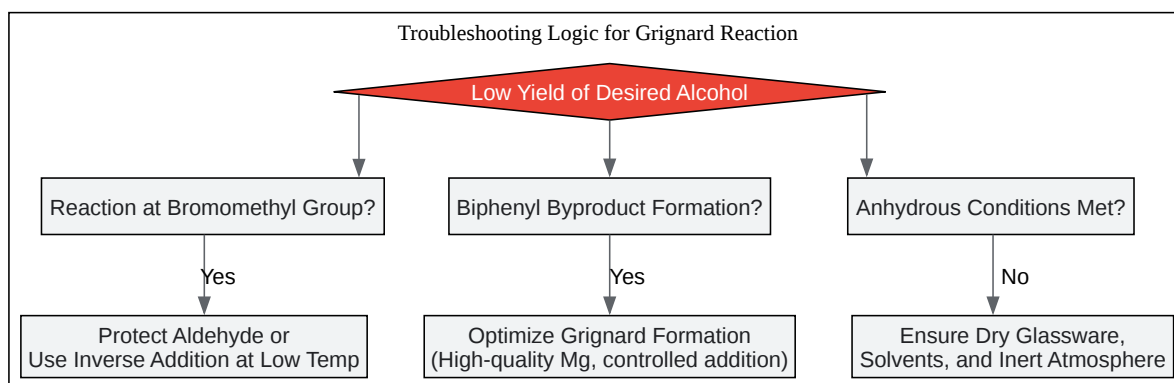 Troubleshooting Logic for Grignard Reaction
Low Yield of Desired Alcohol
Reaction at Bromomethyl Group?
Biphenyl Byproduct Formation?
Anhydrous Conditions Met?
Yes
Yes
No
Protect Aldehyde or
Use Inverse Addition at Low Temp
Optimize Grignard Formation
(High-quality Mg, controlled addition)
Ensure Dry Glassware,
Solvents, and Inert Atmosphere